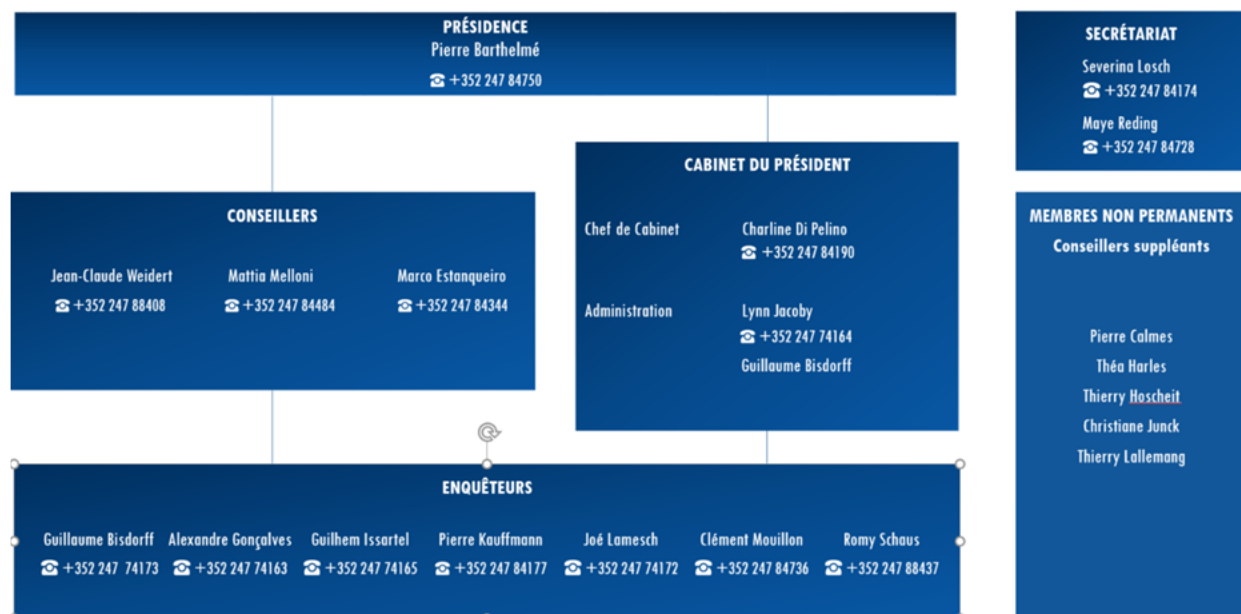 PRÉSIDENCE
Pierre Barthelmé
☎ +352 247 84750
SECRÉTARIAT
Severina Losch
☎ +352 247 84174
Maye Reding
☎ +352 247 84728
CONSEILLERS
Jean-Claude Weidert Mattia Melloni Marco Estanqueiro
☎ +352 247 88408 ☎ +352 247 84484 ☎ +352 247 84344
CABINET DU PRÉSIDENT
Chef de Cabinet Charline Di Pelino
☎ +352 247 84190
Administration Lynn Jacoby
☎ +352 247 74164
Guillaume Bisdorff
MEMBRES NON PERMANENTS
Conseillers suppléants
Pierre Calmes
Théa Harles
Thierry Hoscheit
Christiane Junck
Thierry Lallemang
ENQUÊTEURS
Guillaume Bisdorff Alexandre Gonçalves Guilhem Issartel Pierre Kauffmann Joé Lamesch Clément Mouillon Romy Schaus
☎ +352 247 74173 ☎ +352 247 74163 ☎ +352 247 74165 ☎ +352 247 84177 ☎ +352 247 74172 ☎ +352 247 84736 ☎ +352 247 88437